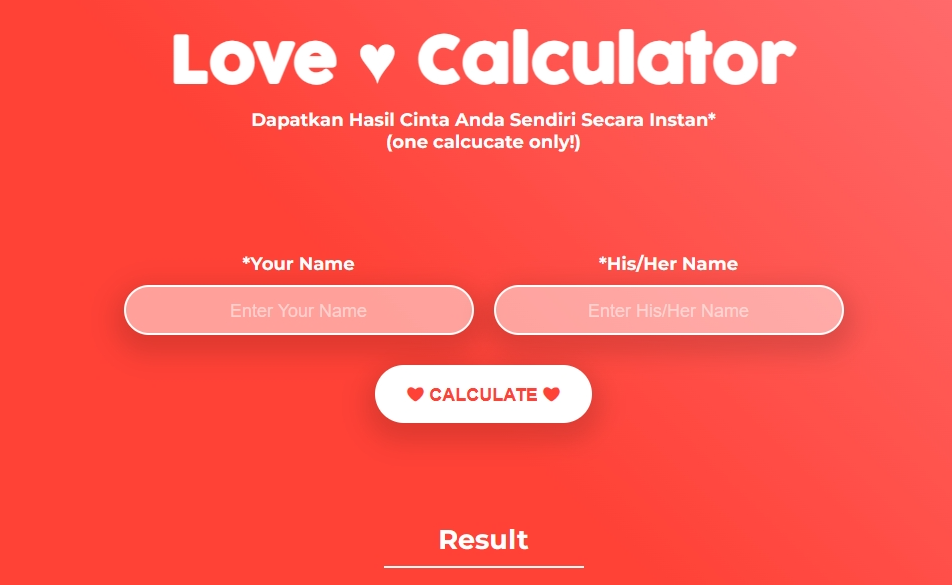 Love ♥ Calculator
Dapatkan Hasil Cinta Anda Sendiri Secara Instan*
(one calcucate only!)
*Your Name
*His/Her Name
Enter Your Name
Enter His/Her Name
❤ CALCULATE ❤
Result